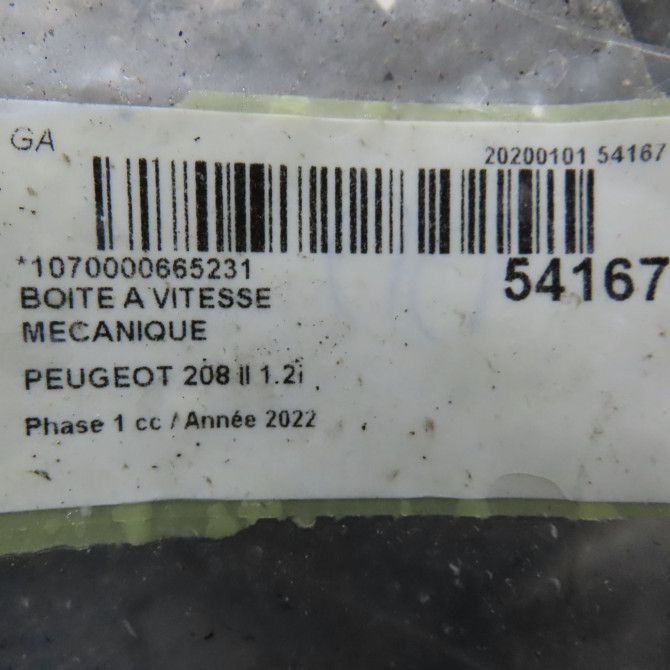 GA
20200101 54167
*1070000665231
54167
BOITE A VITESSE
MECANIQUE
PEUGEOT 208 II 1.2i
Phase 1 cc / Année 2022